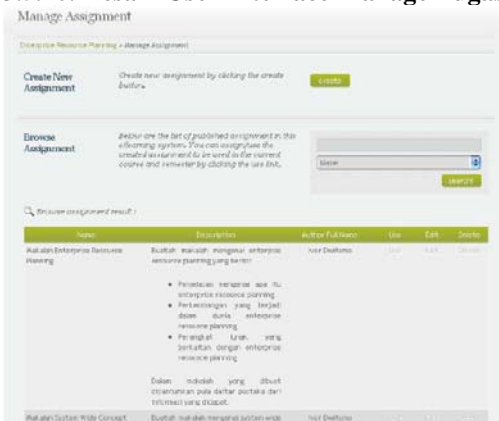 Manage Assignment
Enterprise Resource Planning » Manage Assignment
Create New
Assignment
Create new assignment by clicking the create
button.
create
Browse
Assignment
Below are the list of published assignment in this
elearning system. You can assign/use the
created assignment to be used in the current
course and semester by clicking the use link.
Name
search
Browse assignment result :
Name Description Author Full Name Use Edit Delete
Makalah Enterprise Resource
Planning
Buatlah makalah mengenai enterprise
resource planning yang berisi:
Penjelasan mengenai apa itu
enterprise resource planning
Perkembangan yang terjadi
dalam dunia enterprise
resource planning
Perangkat lunak yang
berkaitan dengan enterprise
resource planning
Dalam makalah yang dibuat
dicantumkan pula daftar pustaka dari
informasi yang didapat.
Ivor
Use Edit Delete
Makalah System Wide Concept
Buatlah makalah mengenai system wide
Ivor